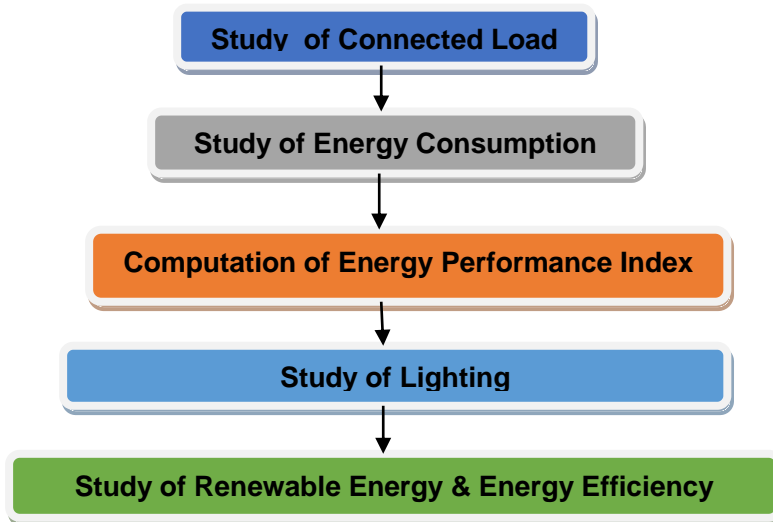 Study of Connected Load
Study of Energy Consumption
Computation of Energy Performance Index
Study of Lighting
Study of Renewable Energy & Energy Efficiency